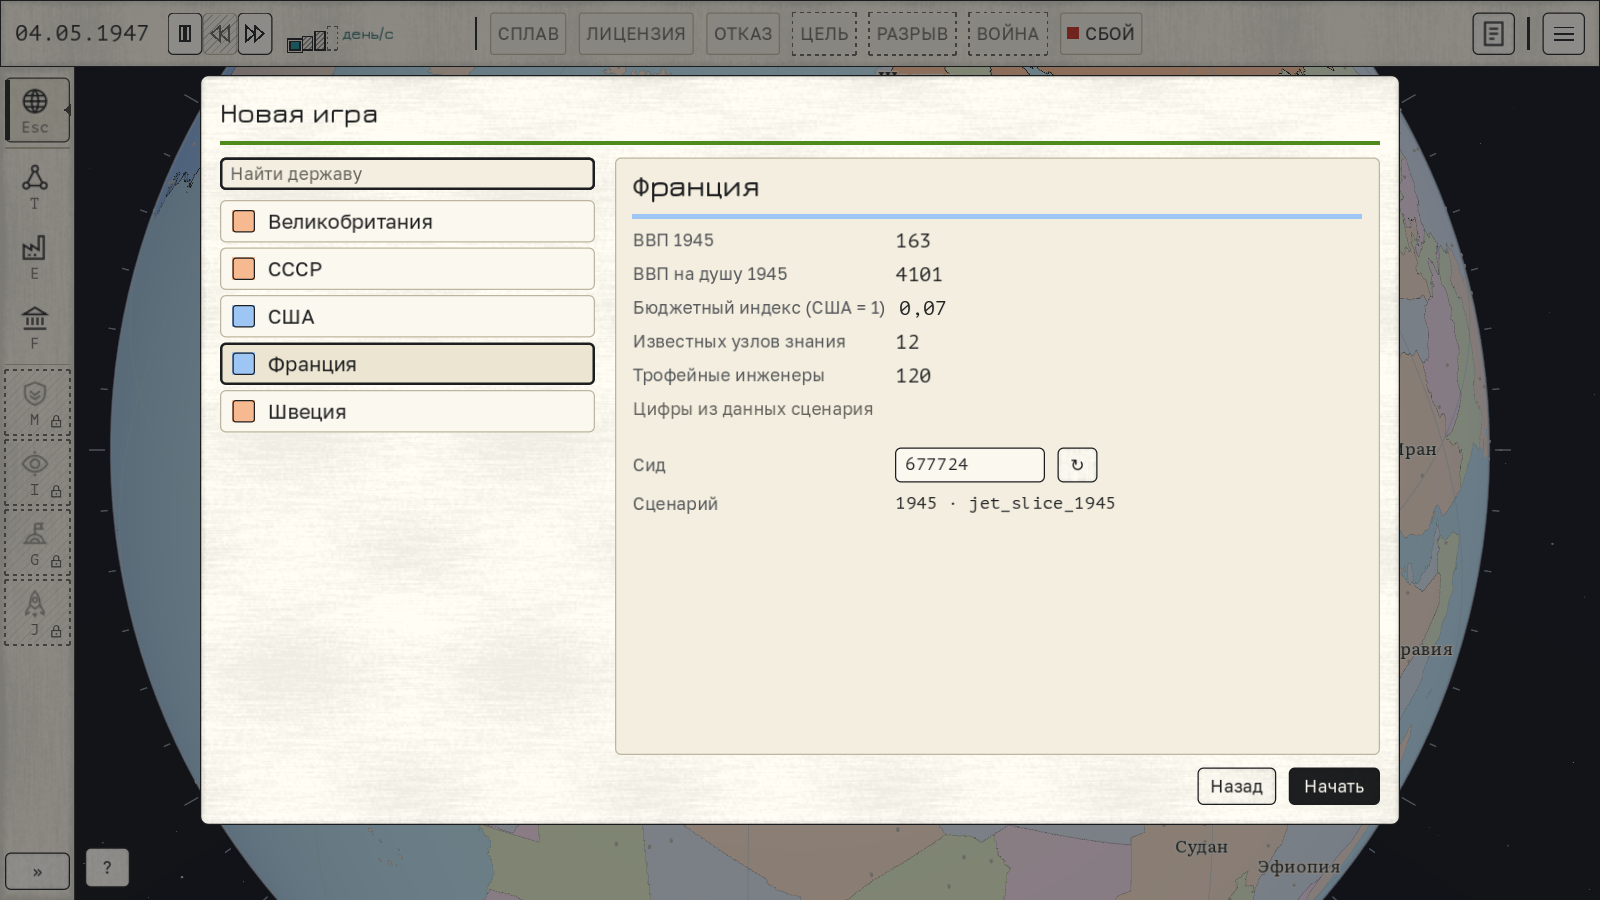 04.05.1947
день/с
СПЛАВ
ЛИЦЕНЗИЯ
ОТКАЗ
ЦЕЛЬ
РАЗРЫВ
ВОЙНА
СБОЙ
Esc
T
E
F
M
I
G
J
»
?
Новая игра
Найти державу
Великобритания
СССР
США
Франция
Швеция
Франция
ВВП 1945 163
ВВП на душу 1945 4101
Бюджетный индекс (США = 1) 0,07
Известных узлов знания 12
Трофейные инженеры 120
Цифры из данных сценария
Сид 677724 ↻
Сценарий 1945 · jet_slice_1945
Назад
Начать
Судан
Эфиопия